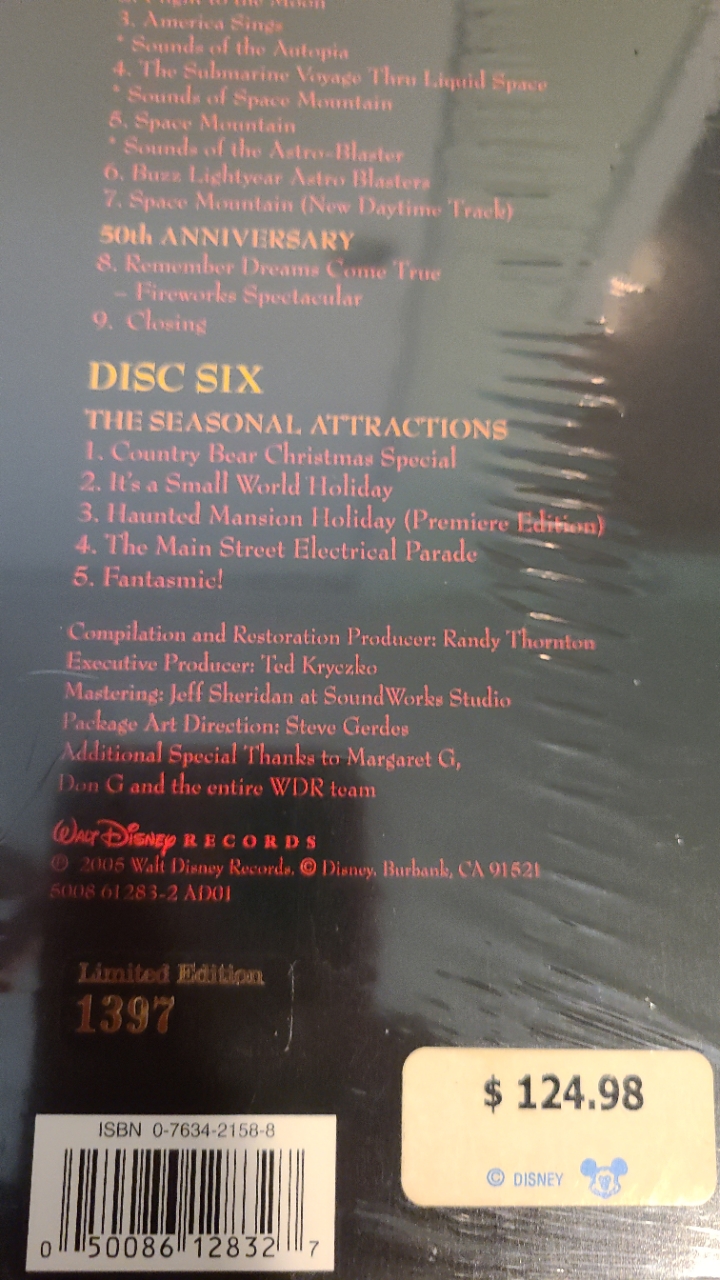 3. America Sings
* Sounds of the Autopia
4. The Submarine Voyage Thru Liquid Space
* Sounds of Space Mountain
5. Space Mountain
* Sounds of the Astro-Blaster
6. Buzz Lightyear Astro Blasters
7. Space Mountain (New Daytime Track)
50th ANNIVERSARY
8. Remember Dreams Come True
– Fireworks Spectacular
9. Closing
DISC SIX
THE SEASONAL ATTRACTIONS
1. Country Bear Christmas Special
2. It's a Small World Holiday
3. Haunted Mansion Holiday (Premiere Edition)
4. The Main Street Electrical Parade
5. Fantasmic!
Compilation and Restoration Producer: Randy Thornton
Executive Producer: Ted Kryczko
Mastering: Jeff Sheridan at SoundWorks Studio
Package Art Direction: Steve Gerdes
Additional Special Thanks to Margaret G,
Don G and the entire WDR team
Walt Disney RECORDS
℗ 2005 Walt Disney Records. © Disney. Burbank, CA 91521
5008 61283-2 AD01
Limited Edition
1397
$ 124.98
© DISNEY
ISBN 0-7634-2158-8
0 50086 12832 7